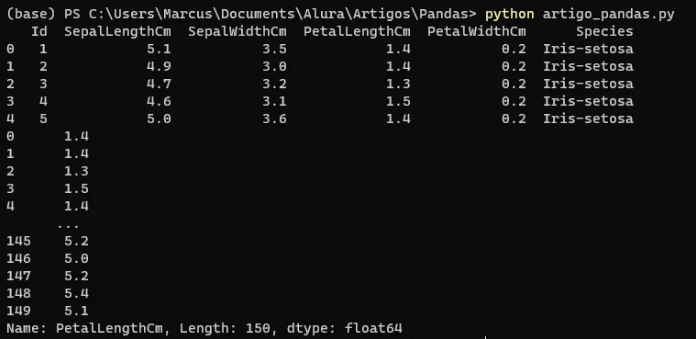 (base) PS C:\Users\Marcus\Documents\Alura\Artigos\Pandas> python artigo_pandas.py
   Id  SepalLengthCm  SepalWidthCm  PetalLengthCm  PetalWidthCm      Species
0   1            5.1           3.5            1.4           0.2  Iris-setosa
1   2            4.9           3.0            1.4           0.2  Iris-setosa
2   3            4.7           3.2            1.3           0.2  Iris-setosa
3   4            4.6           3.1            1.5           0.2  Iris-setosa
4   5            5.0           3.6            1.4           0.2  Iris-setosa
0      1.4
1      1.4
2      1.3
3      1.5
4      1.4
      ...
145    5.2
146    5.0
147    5.2
148    5.4
149    5.1
Name: PetalLengthCm, Length: 150, dtype: float64